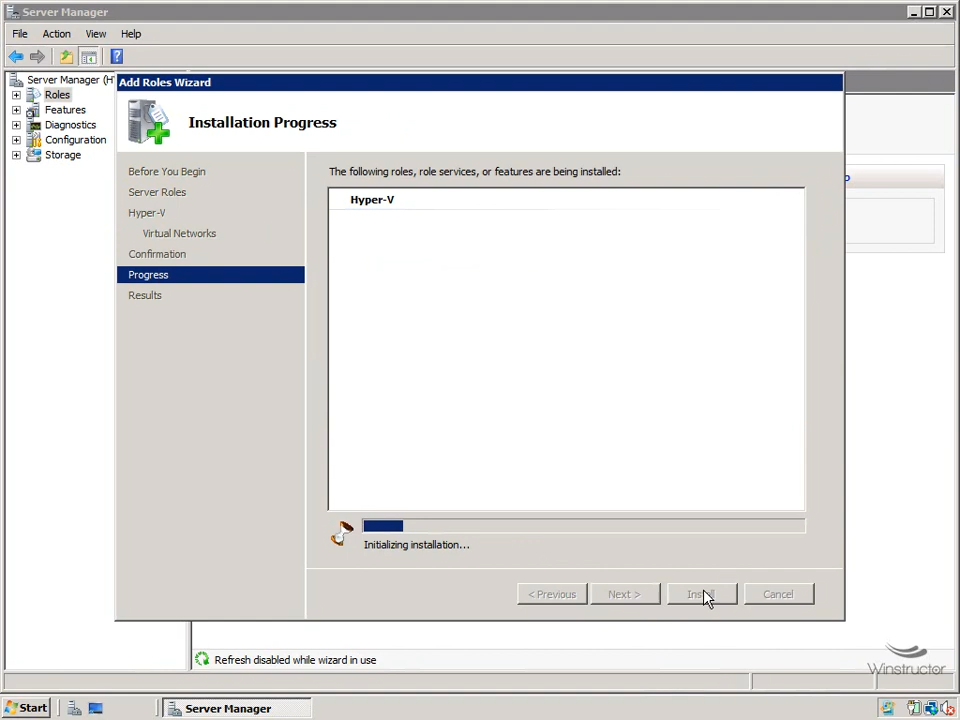 Server Manager
File Action View Help
Server Manager (H
Roles
Features
Diagnostics
Configuration
Storage
Add Roles Wizard
Installation Progress
Before You Begin
Server Roles
Hyper-V
Virtual Networks
Confirmation
Progress
Results
The following roles, role services, or features are being installed:
Hyper-V
Initializing installation...
< Previous Next > Install Cancel
Refresh disabled while wizard in use
Winstructor
Start Server Manager